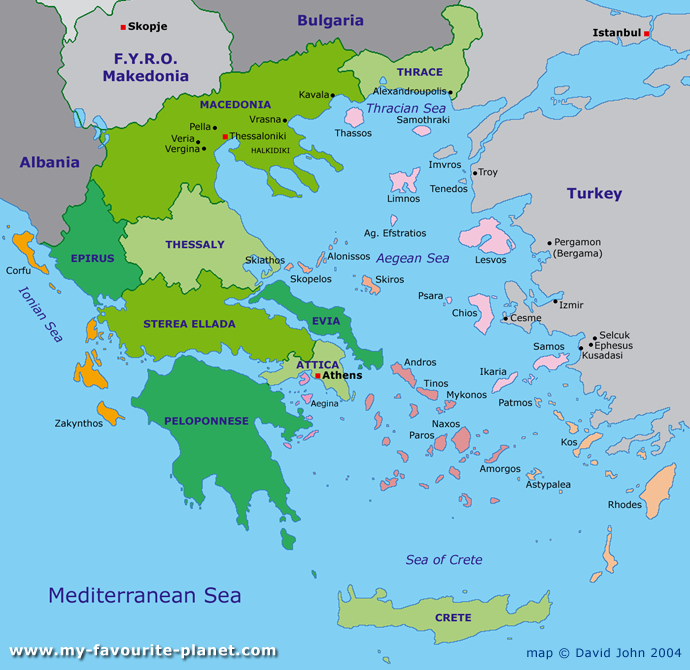 Bulgaria
Skopje
Istanbul
F.Y.R.O.
Makedonia
THRACE
Alexandroupolis
Kavala
MACEDONIA
Thracian Sea
Vrasna
Samothraki
Pella
Thassos
Thessaloniki
Veria
Vergina
HALKIDIKI
Albania
Imvros
Troy
Tenedos
Turkey
Limnos
Ag. Efstratios
THESSALY
Pergamon
(Bergama)
EPIRUS
Skiathos
Alonissos
Aegean Sea
Lesvos
Corfu
Skopelos
Skiros
Ionian Sea
Psara
Chios
Izmir
STEREA ELLADA
EVIA
Cesme
Selcuk
Ephesus
Samos
Kusadasi
ATTICA
Athens
Andros
Ikaria
Tinos
Mykonos
Patmos
Aegina
Zakynthos
PELOPONNESE
Naxos
Paros
Kos
Amorgos
Astypalea
Rhodes
Sea of Crete
Mediterranean Sea
CRETE
www.my-favourite-planet.com
map © David John 2004